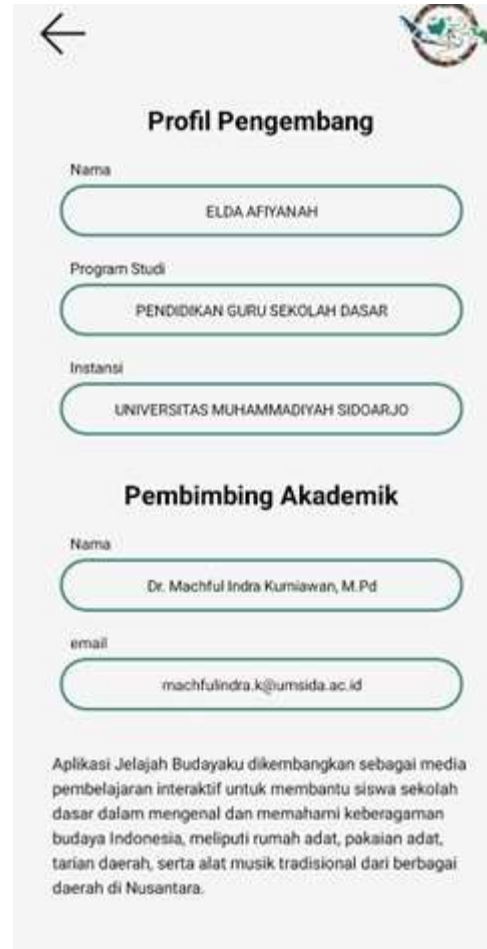 Profil Pengembang
Nama
ELDA AFIYANAH
Program Studi
PENDIDIKAN GURU SEKOLAH DASAR
Instansi
UNIVERSITAS MUHAMMADIYAH SIDOARJO
Pembimbing Akademik
Nama
Dr. Machful Indra Kurniawan, M.Pd
email
machfulindra.k@umsida.ac.id
Aplikasi Jelajah Budayaku dikembangkan sebagai media
pembelajaran interaktif untuk membantu siswa sekolah
dasar dalam mengenal dan memahami keberagaman
budaya Indonesia, meliputi rumah adat, pakaian adat,
tarian daerah, serta alat musik tradisional dari berbagai
daerah di Nusantara.